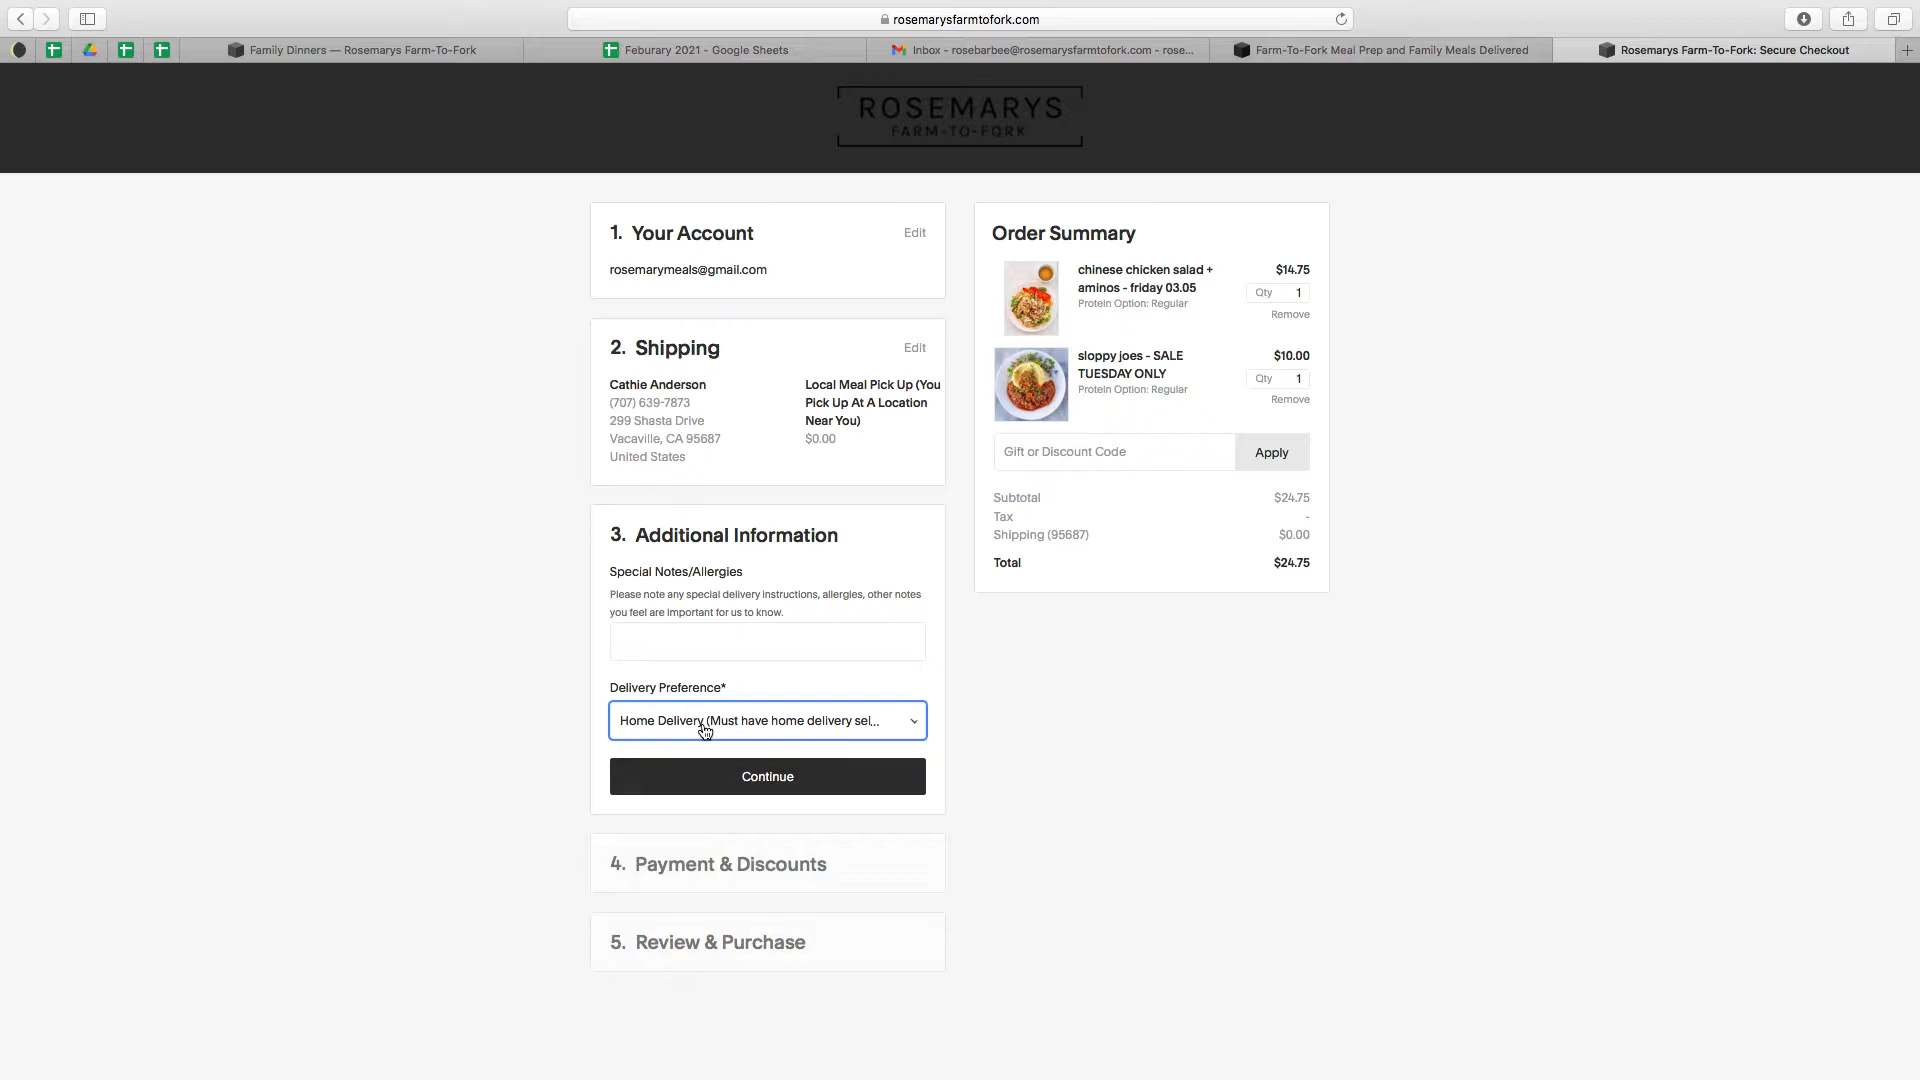 rosemarysfarmtofork.com
Family Dinners — Rosemarys Farm-To-Fork
Feburary 2021 - Google Sheets
Inbox - rosebarbee@rosemarysfarmtofork.com - rose...
Farm-To-Fork Meal Prep and Family Meals Delivered
Rosemarys Farm-To-Fork: Secure Checkout
ROSEMARYS
FARM-TO-FORK
1. Your Account
Edit
rosemarymeals@gmail.com
2. Shipping
Edit
Cathie Anderson
(707) 639-7873
299 Shasta Drive
Vacaville, CA 95687
United States
Local Meal Pick Up (You
Pick Up At A Location
Near You)
$0.00
3. Additional Information
Special Notes/Allergies
Please note any special delivery instructions, allergies, other notes
you feel are important for us to know.
Delivery Preference*
Home Delivery (Must have home delivery sel...
Continue
4. Payment & Discounts
5. Review & Purchase
Order Summary
chinese chicken salad +
aminos - friday 03.05
Protein Option: Regular
$14.75
Qty 1
Remove
sloppy joes - SALE
TUESDAY ONLY
Protein Option: Regular
$10.00
Qty 1
Remove
Gift or Discount Code
Apply
Subtotal $24.75
Tax -
Shipping (95687) $0.00
Total $24.75